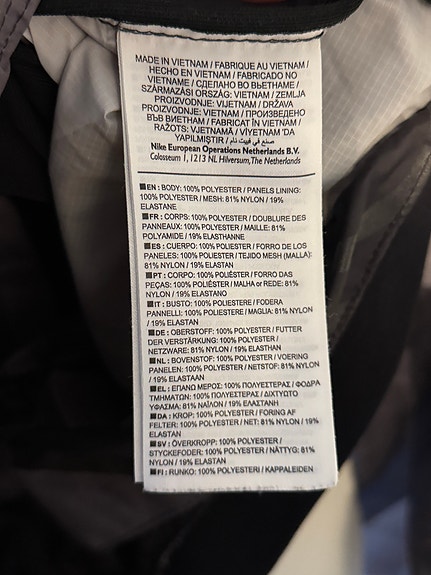 MADE IN VIETNAM / FABRIQUE AU VIETNAM /
HECHO EN VIETNAM / FABRICADO NO
VIETNAME / СДЕЛАНО ВО ВЬЕТНАМЕ /
SZÁRMAZÁSI ORSZÁG: VIETNAM / ZEMLJA
PROIZVODNJE: VIJETNAM / DRŽAVA
PROIZVODNJE: VIETNAM / ПРОИЗВЕДЕНО
ВЪВ ВИЕТНАМ / FABRICAT ÎN VIETNAM /
RAŽOTS: VJETNAMĀ / VİYETNAM 'DA
YAPILMIŞTIR / صنع في فييت نام
Nike European Operations Netherlands B.V.
Colosseum 1, 1213 NL Hilversum, The Netherlands
EN: BODY: 100% POLYESTER / PANELS LINING:
100% POLYESTER / MESH: 81% NYLON / 19%
ELASTANE
FR: CORPS: 100% POLYESTER / DOUBLURE DES
PANNEAUX: 100% POLYESTER / MAILLE: 81%
POLYAMIDE / 19% ELASTHANNE
ES: CUERPO: 100% POLIESTER / FORRO DE LOS
PANELES: 100% POLIESTER / TEJIDO MESH (MALLA):
81% NYLON / 19% ELASTAN
PT: CORPO: 100% POLIÉSTER / FORRO DAS
PEÇAS: 100% POLIÉSTER / MALHA or REDE: 81%
NYLON / 19% ELASTANO
IT: BUSTO: 100% POLIESTERE / FODERA
PANNELLI: 100% POLIESTERE / MAGLIA: 81% NYLON
/ 19% ELASTAN
DE: OBERSTOFF: 100% POLYESTER / FUTTER
DER VERSTÄRKUNG: 100% POLYESTER /
NETZWARE: 81% NYLON / 19% ELASTHAN
NL: BOVENSTOF: 100% POLYESTER / VOERING
PANELEN: 100% POLYESTER / NETSTOF: 81% NYLON
/ 19% ELASTAAN
EL: ΕΠΑΝΩ ΜΕΡΟΣ: 100% ΠΟΛΥΕΣΤΕΡΑΣ / ΦΟΔΡΑ
ΤΜΗΜΑΤΩΝ: 100% ΠΟΛΥΕΣΤΕΡΑΣ / ΔΙΧΤΥΩΤΟ
ΥΦΑΣΜΑ: 81% ΝΑΪΛΟΝ / 19% ΕΛΑΣΤΑΝΗ
DA: KROP: 100% POLYESTER / FORING AF
FELTER: 100% POLYESTER / NET: 81% NYLON / 19%
ELASTAN
SV: ÖVERKROPP: 100% POLYESTER /
STYCKEFODER: 100% POLYESTER / NÄTTYG: 81%
NYLON / 19% ELASTAN
FI: RUNKO: 100% POLYESTERI / KAPPALEIDEN